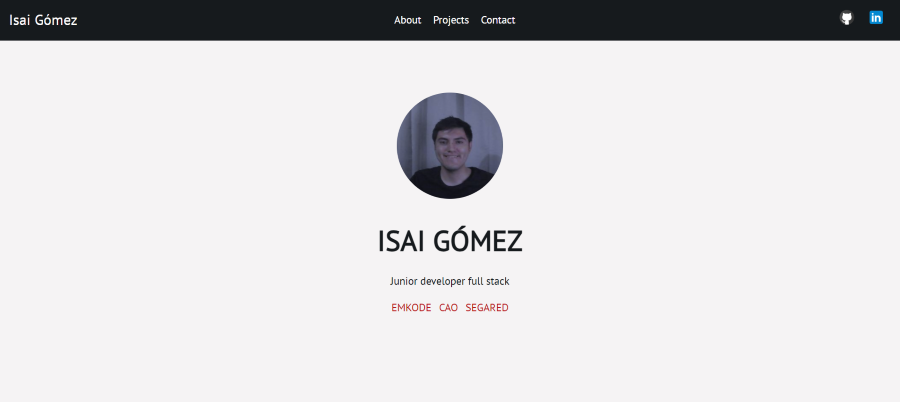 Isai Gómez About Projects Contact in
ISAI GÓMEZ
Junior developer full stack
EMKODE CAO SEGARED